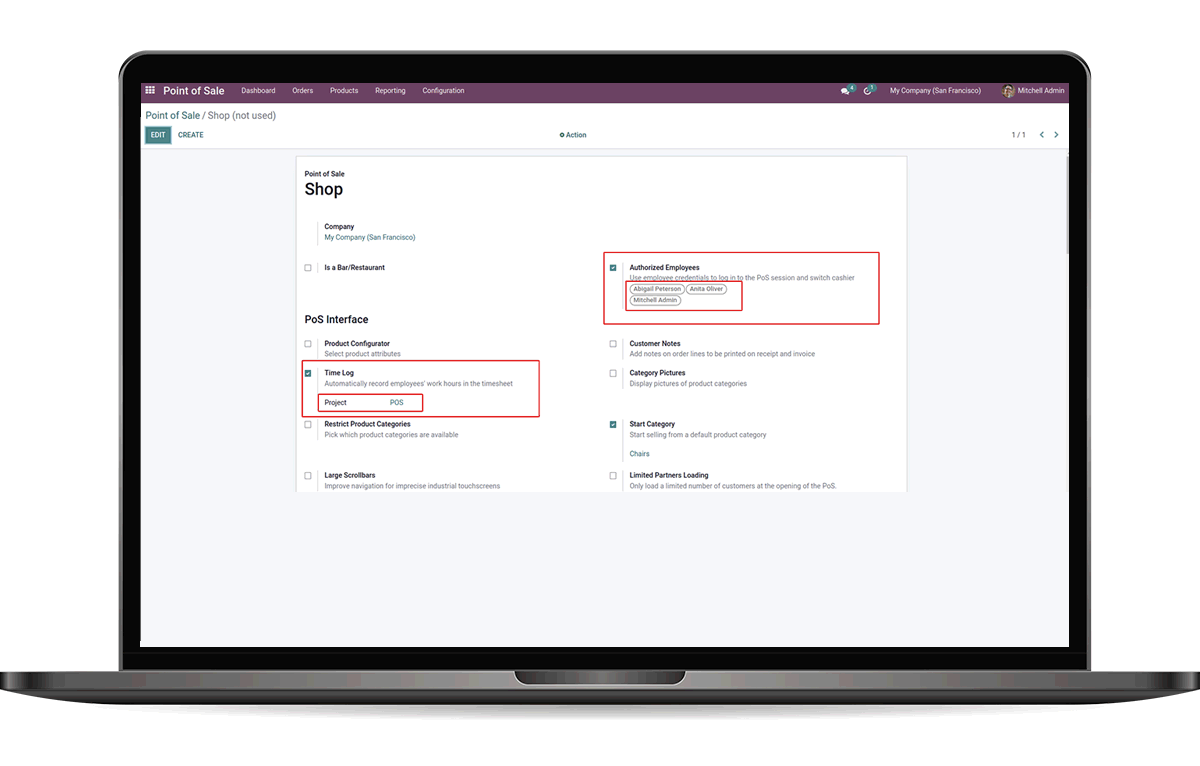 Point of Sale Dashboard Orders Products Reporting Configuration 4 1 My Company (San Francisco) Mitchell Admin
Point of Sale / Shop (not used)
EDIT CREATE Action 1 / 1
Point of Sale
Shop
Company
My Company (San Francisco)
Is a Bar/Restaurant
Authorized Employees
Use employee credentials to log in to the PoS session and switch cashier
Abigail Peterson Anita Oliver
Mitchell Admin
PoS Interface
Product Configurator
Select product attributes
Customer Notes
Add notes on order lines to be printed on receipt and invoice
Time Log
Automatically record employees' work hours in the timesheet
Project POS
Category Pictures
Display pictures of product categories
Restrict Product Categories
Pick which product categories are available
Start Category
Start selling from a default product category
Chairs
Large Scrollbars
Improve navigation for imprecise industrial touchscreens
Limited Partners Loading
Only load a limited number of customers at the opening of the PoS.